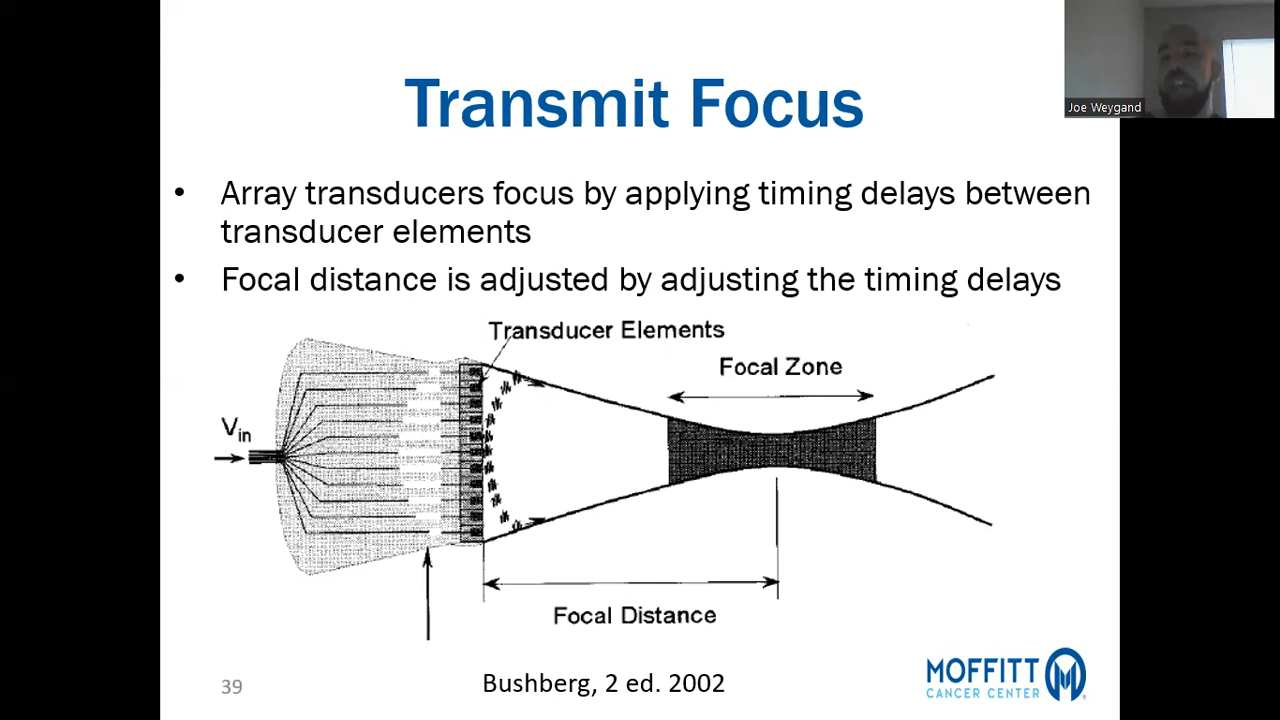 Transmit Focus
Joe Weygand
• Array transducers focus by applying timing delays between
transducer elements
• Focal distance is adjusted by adjusting the timing delays
Transducer Elements
Focal Zone
Vin
Focal Distance
39
Bushberg, 2 ed. 2002
MOFFITT
CANCER CENTER